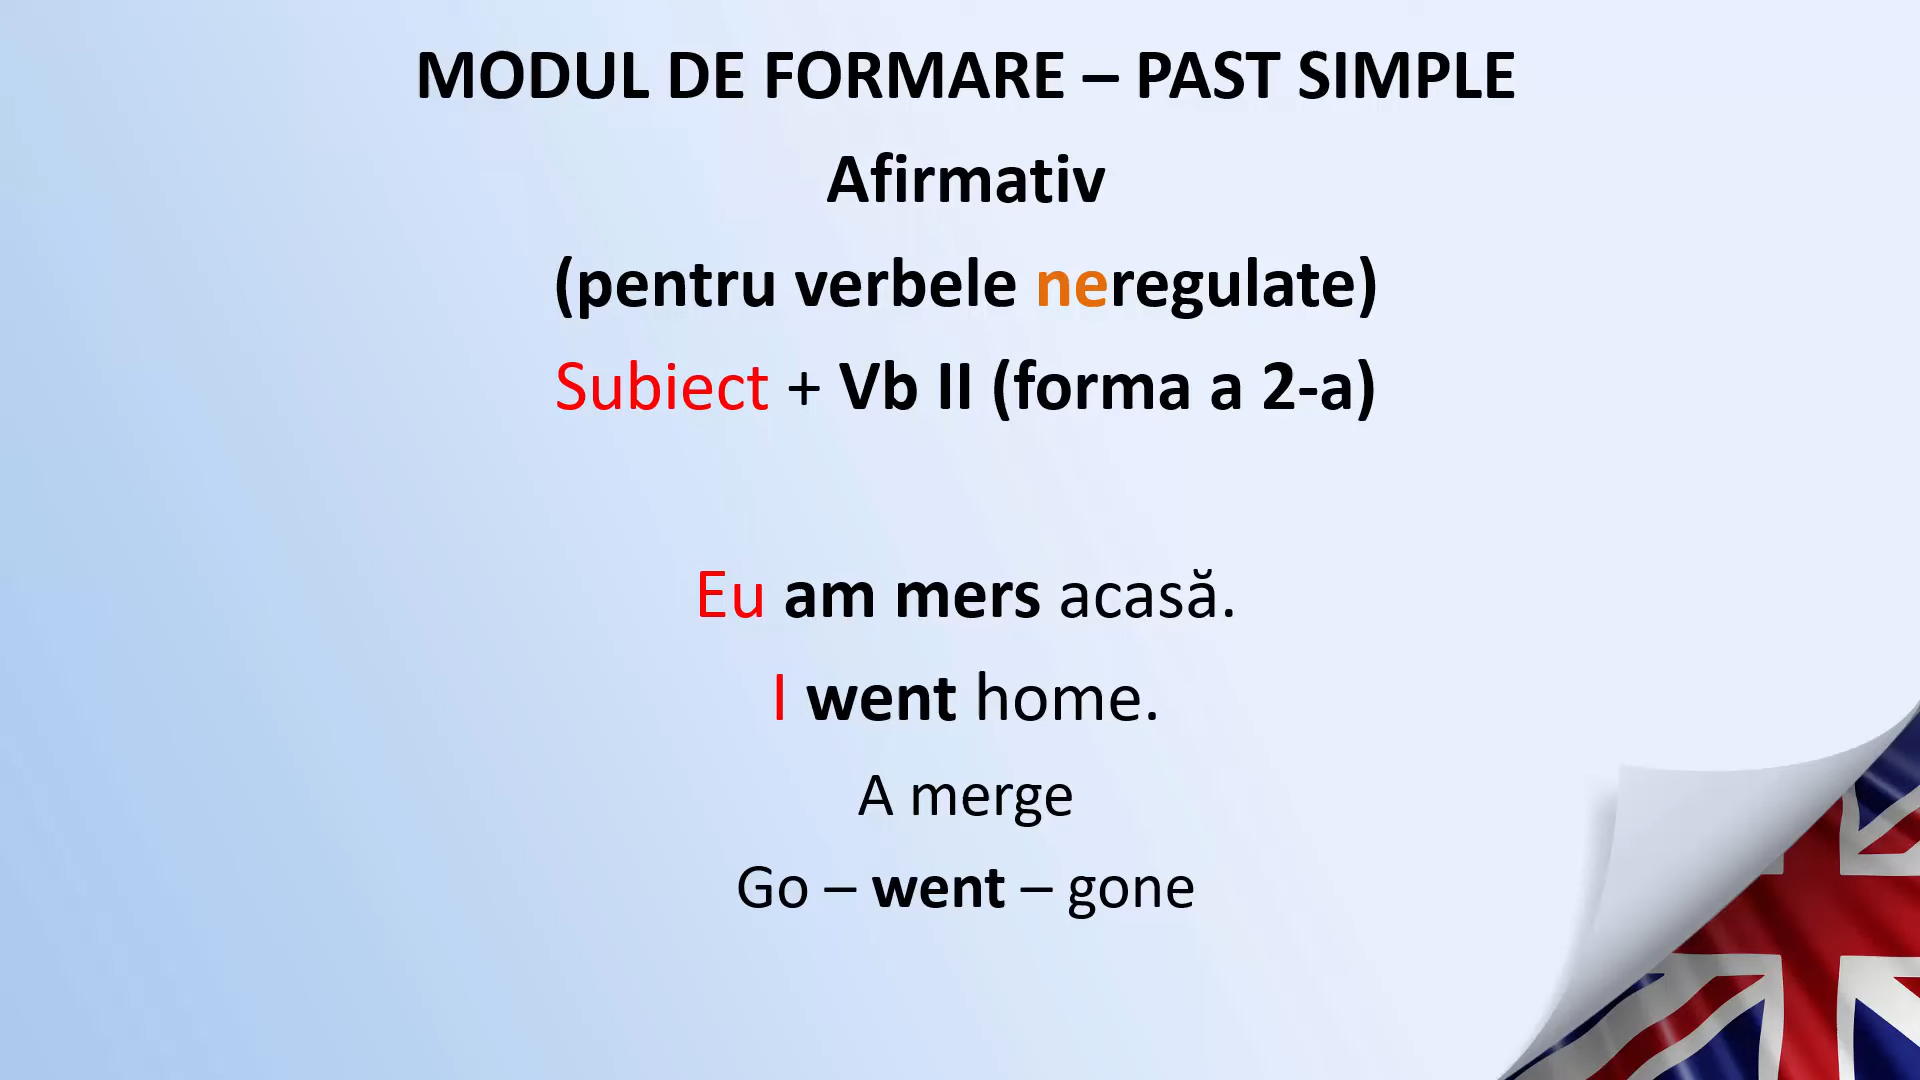 MODUL DE FORMARE – PAST SIMPLE
Afirmativ
(pentru verbele neregulate)
Subiect + Vb II (forma a 2-a)
Eu am mers acasă.
I went home.
A merge
Go – went – gone